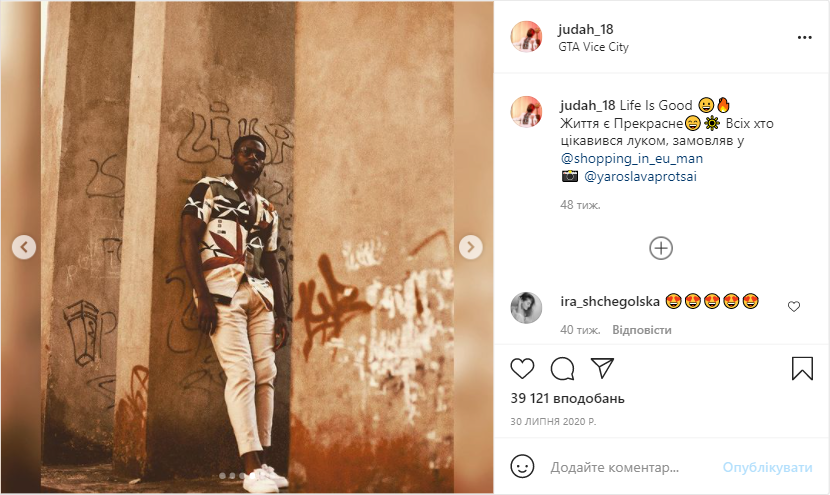 judah_18
GTA Vice City
judah_18 Life Is Good 😃🔥
Життя є Прекрасне😄☀ Всіх хто
цікавився луком, замовляв у
@shopping_in_eu_man
📷 @yaroslavaprotsai
48 тиж.
ira_shchegolska 😍😍😍😍😍
40 тиж. Відповісти
39 121 вподобань
30 ЛИПНЯ 2020 Р.
Додайте коментар... Опублікувати